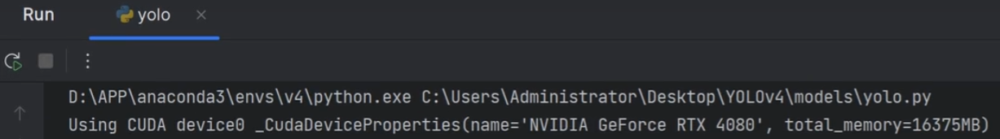 Run yolo
D:\APP\anaconda3\envs\v4\python.exe C:\Users\Administrator\Desktop\YOLOv4\models\yolo.py
Using CUDA device0 _CudaDeviceProperties(name='NVIDIA GeForce RTX 4080', total_memory=16375MB)